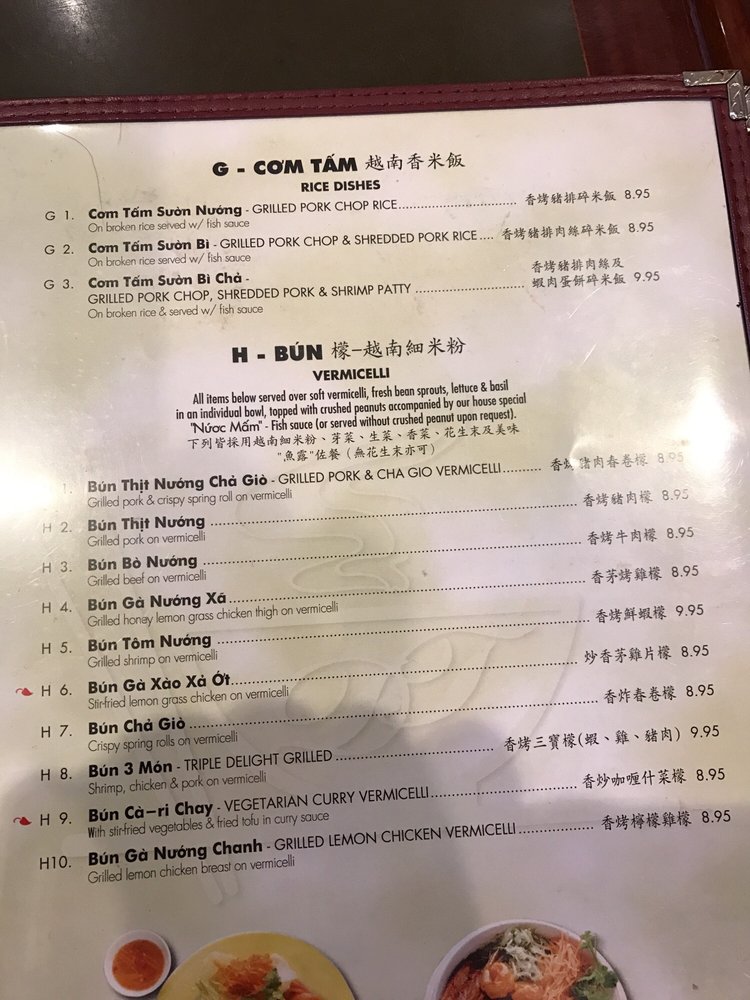 G - CƠM TẤM 越南香米飯
RICE DISHES
G 1. Cơm Tấm Sườn Nướng - GRILLED PORK CHOP RICE 香烤豬排碎米飯 8.95
On broken rice served w/ fish sauce
G 2. Cơm Tấm Sườn Bì - GRILLED PORK CHOP & SHREDDED PORK RICE 香烤豬排肉絲碎米飯 8.95
On broken rice served w/ fish sauce
G 3. Cơm Tấm Sườn Bì Chả - 香烤豬排肉絲及
GRILLED PORK CHOP, SHREDDED PORK & SHRIMP PATTY 蝦肉蛋餅碎米飯 9.95
On broken rice & served w/ fish sauce
H - BÚN 檬-越南細米粉
VERMICELLI
All items below served over soft vermicelli, fresh bean sprouts, lettuce & basil
in an individual bowl, topped with crushed peanuts accompanied by our house special
"Nước Mấm" - Fish sauce (or served without crushed peanut upon request).
下列皆採用越南細米粉、芽菜、生菜、香菜、花生末及美味
"魚露"佐餐（無花生末亦可）
1. Bún Thịt Nướng Chả Giò - GRILLED PORK & CHA GIO VERMICELLI 香烤豬肉春卷檬 8.95
Grilled pork & crispy spring roll on vermicelli
H 2. Bún Thịt Nướng 香烤豬肉檬 8.95
Grilled pork on vermicelli
H 3. Bún Bò Nướng 香烤牛肉檬 8.95
Grilled beef on vermicelli
H 4. Bún Gà Nướng Xã 香茅烤雞檬 8.95
Grilled honey lemon grass chicken thigh on vermicelli
H 5. Bún Tôm Nướng 香烤鮮蝦檬 9.95
Grilled shrimp on vermicelli
H 6. Bún Gà Xào Xả Ớt 炒香茅雞片檬 8.95
Stir-fried lemon grass chicken on vermicelli
H 7. Bún Chả Giò 香炸春卷檬 8.95
Crispy spring rolls on vermicelli
H 8. Bún 3 Món - TRIPLE DELIGHT GRILLED 香烤三寶檬(蝦、雞、豬肉) 9.95
Shrimp, chicken & pork on vermicelli
H 9. Bún Cà-ri Chay - VEGETARIAN CURRY VERMICELLI 香炒咖喱什菜檬 8.95
With stir-fried vegetables & fried tofu in curry sauce
H10. Bún Gà Nướng Chanh - GRILLED LEMON CHICKEN VERMICELLI 香烤檸檬雞檬 8.95
Grilled lemon chicken breast on vermicelli